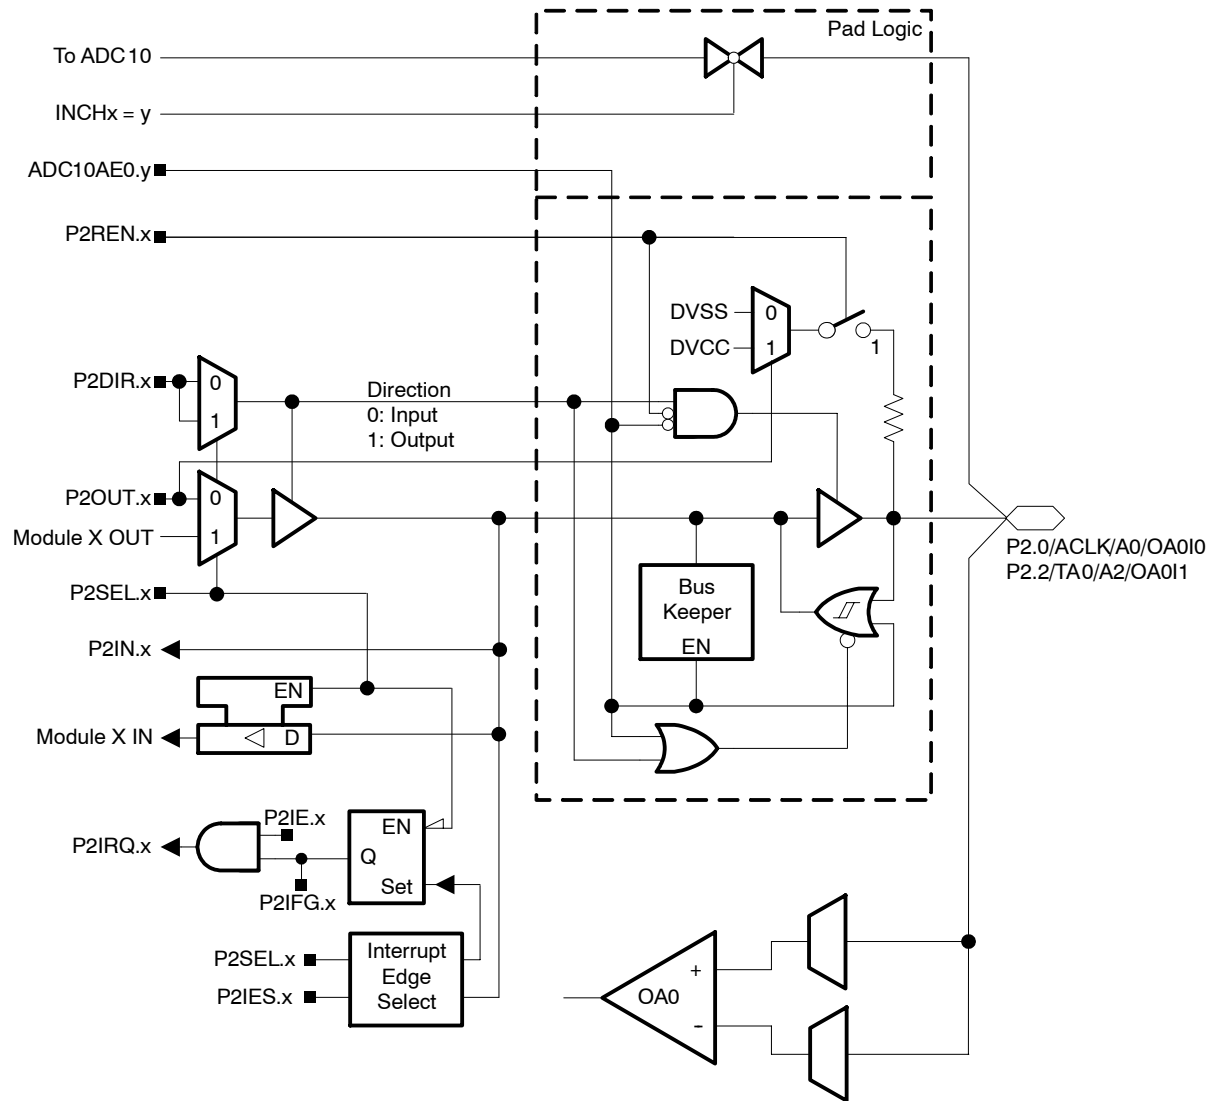 Pad Logic
To ADC10
INCHx = y
ADC10AE0.y
P2REN.x
DVSS
0
DVCC
1
1
P2DIR.x
0
1
Direction
0: Input
1: Output
P2OUT.x
0
Module X OUT
1
P2.0/ACLK/A0/OA0I0
P2.2/TA0/A2/OA0I1
P2SEL.x
Bus
Keeper
EN
P2IN.x
EN
Module X IN
D
P2IE.x
P2IRQ.x
EN
Q
Set
P2IFG.x
P2SEL.x
P2IES.x
Interrupt
Edge
Select
+
OA0
-